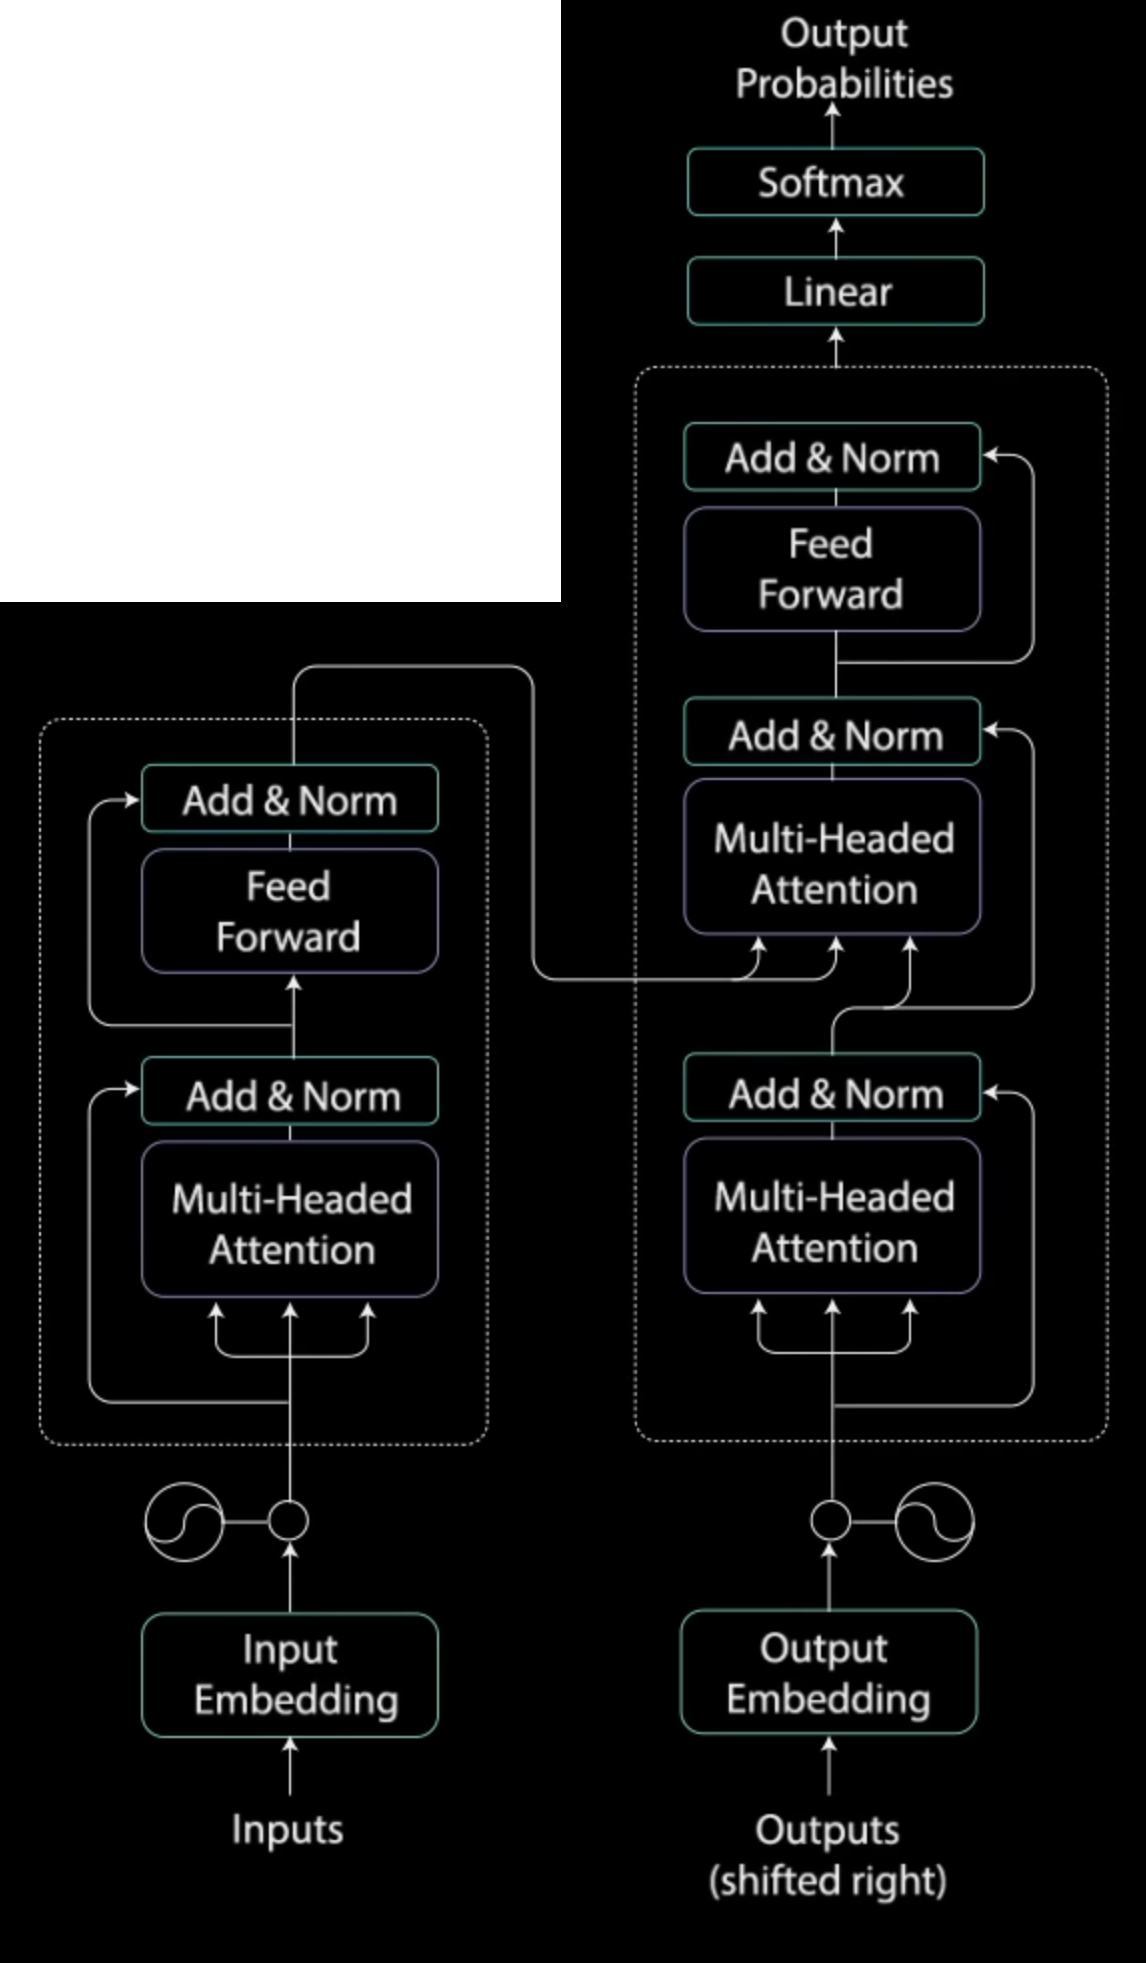 Output
Probabilities
Softmax
Linear
Add & Norm
Feed
Forward
Add & Norm
Multi-Headed
Attention
Add & Norm
Multi-Headed
Attention
Output
Embedding
Outputs
(shifted right)
Add & Norm
Feed
Forward
Add & Norm
Multi-Headed
Attention
Input
Embedding
Inputs